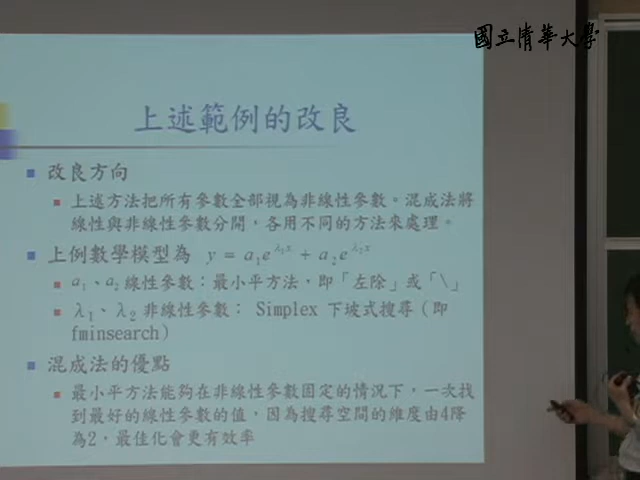 國立清華大學
上述範例的改良
改良方向
上述方法把所有參數全部視為非線性參數。混成法將
線性與非線性參數分開，各用不同的方法來處理。
上例數學模型為 y = a₁e^{λ₁x} + a₂e^{λ₂x}
a₁、a₂ 線性參數：最小平方法，即「左除」或「\」
λ₁、λ₂ 非線性參數： Simplex 下坡式搜尋（即
fminsearch）
混成法的優點
最小平方法能夠在非線性參數固定的情況下，一次找
到最好的線性參數的值，因為搜尋空間的維度由4降
為2，最佳化會更有效率